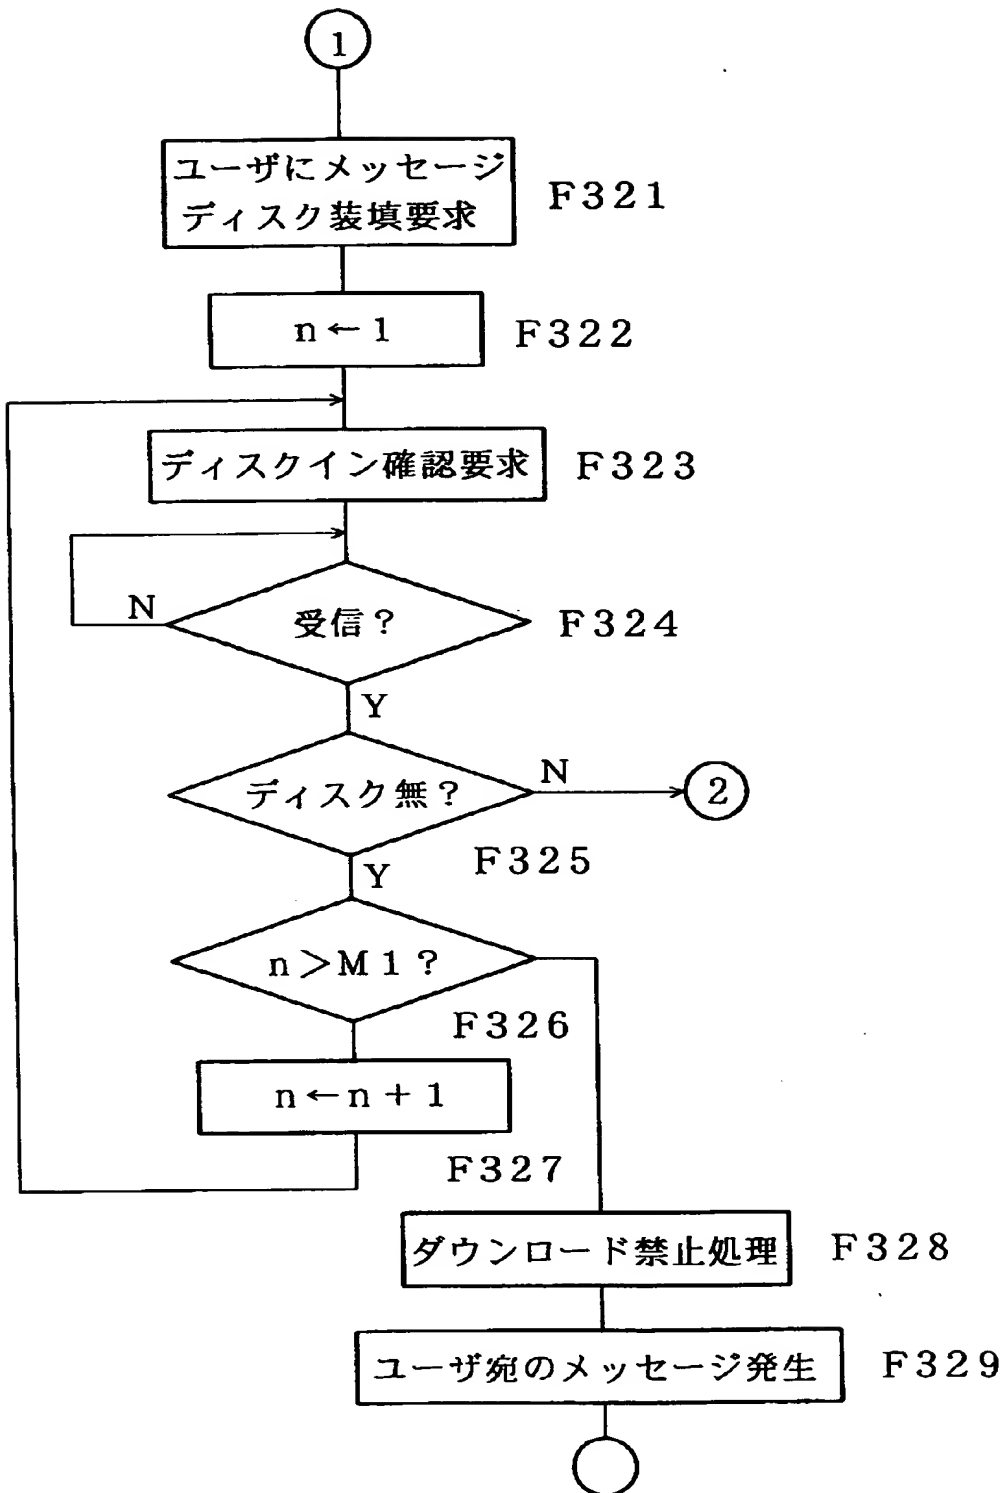 1
ユーザにメッセージ
ディスク装填要求
F321
n←1
F322
ディスクイン確認要求
F323
N
受信?
F324
Y
ディスク無?
N
2
F325
Y
n>M1?
F326
n←n+1
F327
ダウンロード禁止処理
F328
ユーザ宛のメッセージ発生
F329